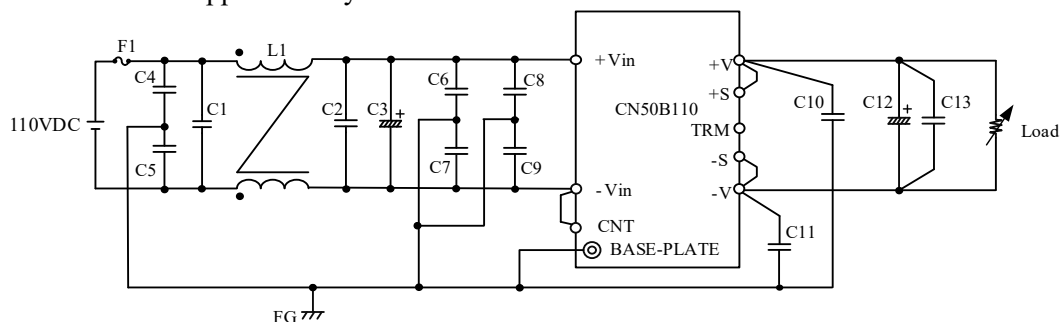 F1
L1
C4
C1
C5
110VDC
C2
C3
+
C6
C7
C8
C9
+Vin
-Vin
CNT
BASE-PLATE
CN50B110
+V
+S
TRM
-S
-V
C10
C11
C12
+
C13
Load
FG